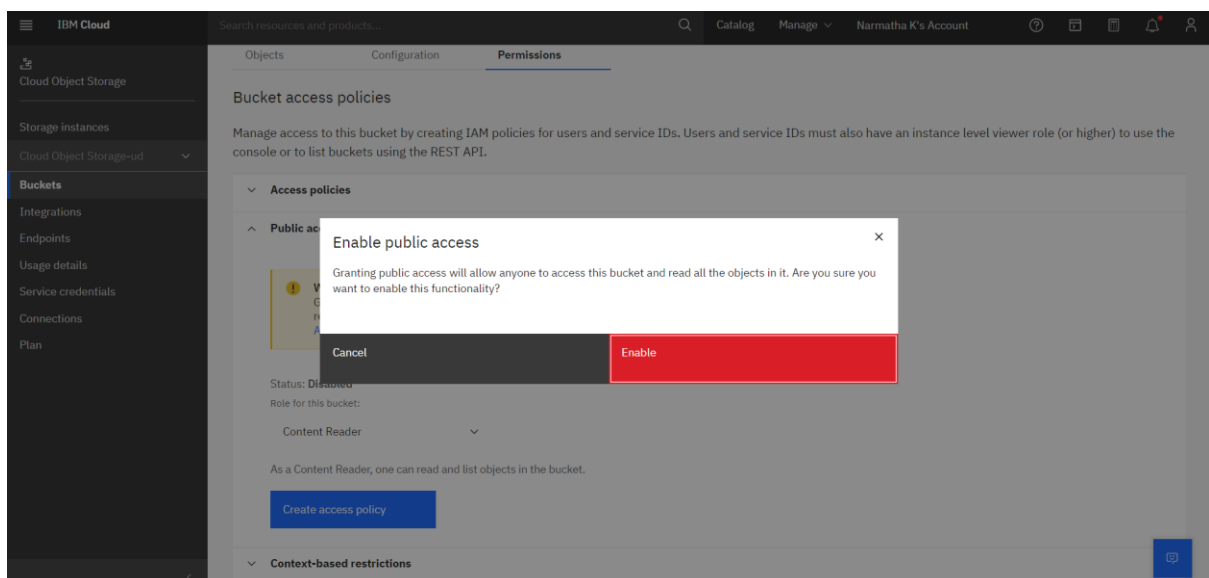 IBM Cloud
Search resources and products...
Catalog
Manage
Narmatha K's Account
Cloud Object Storage
Storage instances
Cloud Object Storage-ud
Buckets
Integrations
Endpoints
Usage details
Service credentials
Connections
Plan
Objects
Configuration
Permissions
Bucket access policies
Manage access to this bucket by creating IAM policies for users and service IDs. Users and service IDs must also have an instance level viewer role (or higher) to use the
console or to list buckets using the REST API.
Access policies
Public ac
Enable public access
Granting public access will allow anyone to access this bucket and read all the objects in it. Are you sure you
want to enable this functionality?
Cancel
Enable
Status: Disabled
Role for this bucket:
Content Reader
As a Content Reader, one can read and list objects in the bucket.
Create access policy
Context-based restrictions